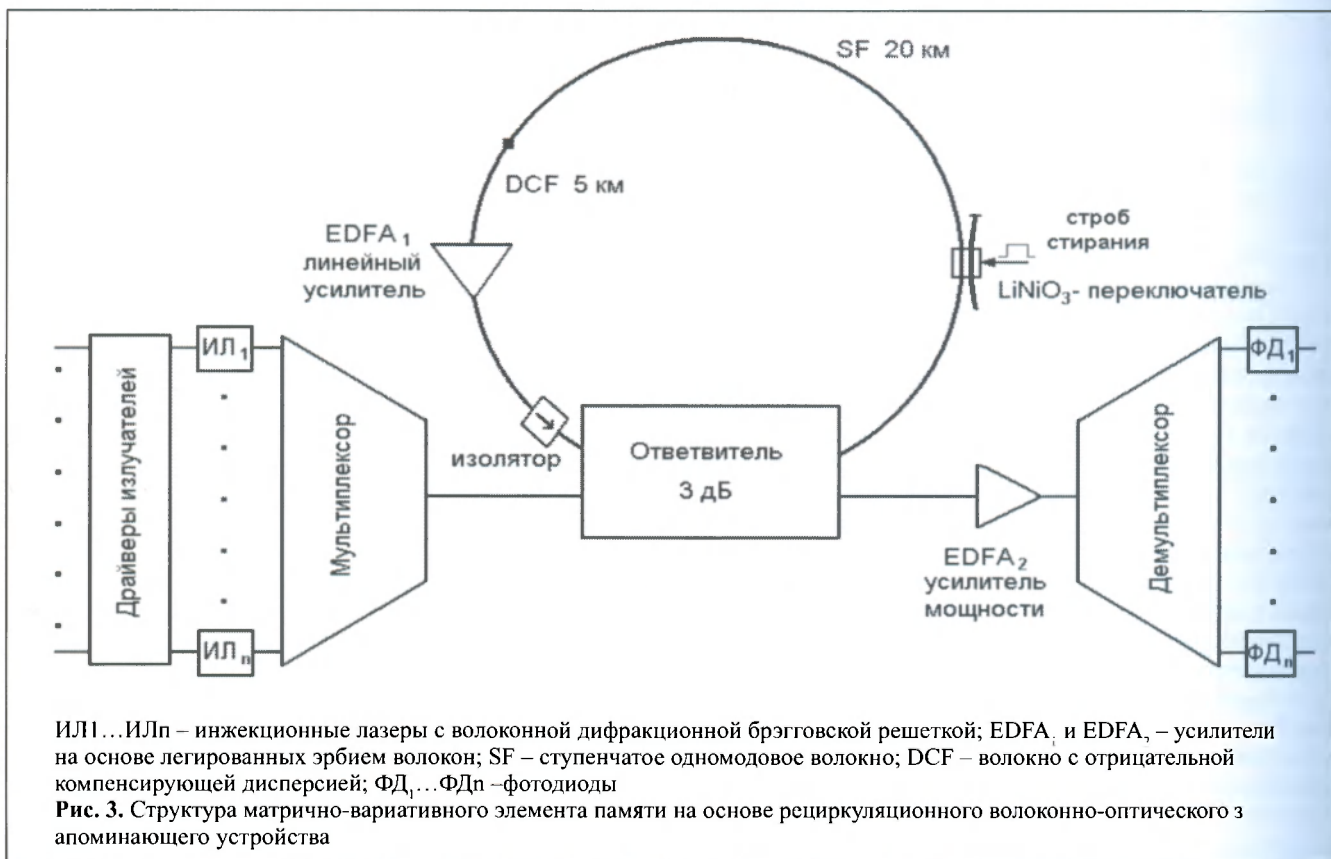 SF 20 км
DCF 5 км
EDFA₁
линейный
усилитель
строб
стирания
LiNiO₃- переключатель
Драйверы излучателей
ИЛ₁
ИЛₙ
Мультиплексор
изолятор
Ответвитель
3 дБ
EDFA₂
усилитель
мощности
Демультиплексор
ФД₁
ФДₙ
ИЛ1...ИЛп – инжекционные лазеры с волоконной дифракционной брэгговской решеткой; EDFA₁ и EDFA₂ – усилители
на основе легированных эрбием волокон; SF – ступенчатое одномодовое волокно; DCF – волокно с отрицательной
компенсирующей дисперсией; ФД₁...ФДп –фотодиоды
Рис. 3. Структура матрично-вариативного элемента памяти на основе рециркуляционного волоконно-оптического з
апоминающего устройства